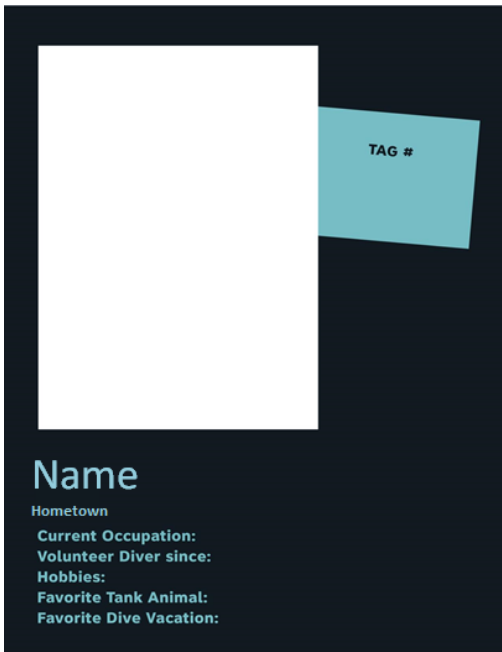 TAG #
Name
Hometown
Current Occupation:
Volunteer Diver since:
Hobbies:
Favorite Tank Animal:
Favorite Dive Vacation: